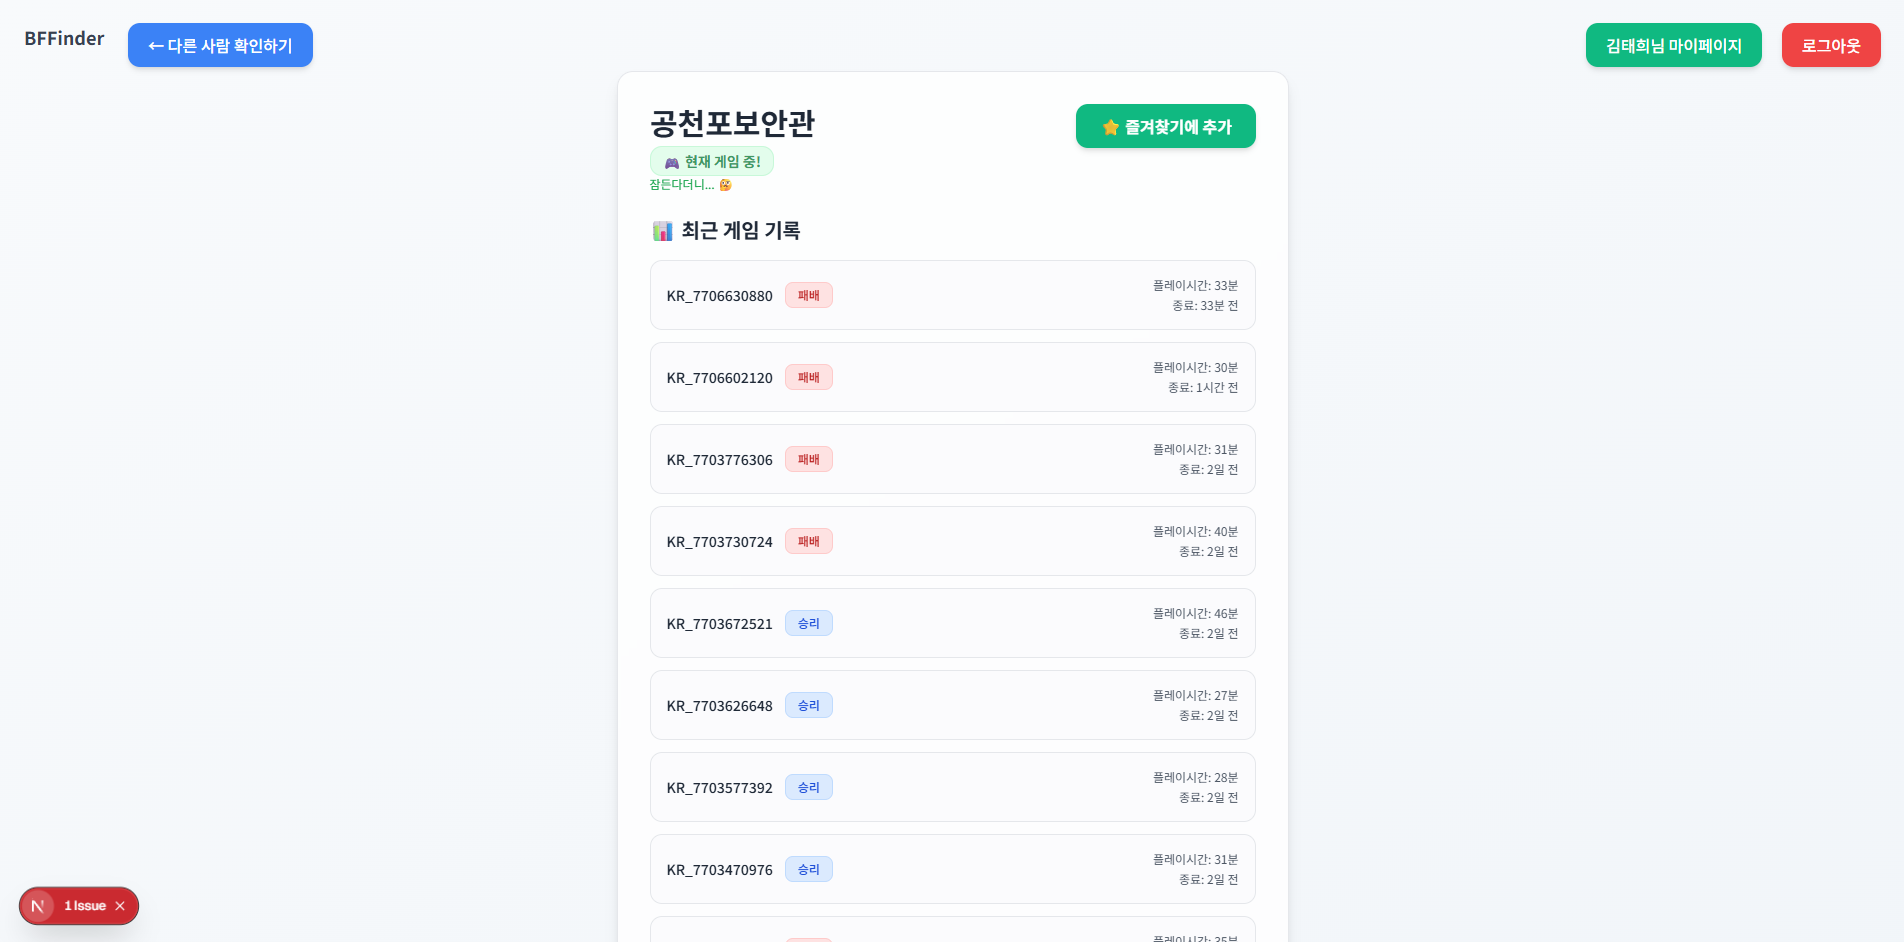 BFFinder
← 다른 사람 확인하기
김태희님 마이페이지
로그아웃
공천포보안관
⭐ 즐겨찾기에 추가
🎮 현재 게임 중!
잠든다더니... 🤔
📊 최근 게임 기록
KR_7706630880 패배
플레이시간: 33분
종료: 33분 전
KR_7706602120 패배
플레이시간: 30분
종료: 1시간 전
KR_7703776306 패배
플레이시간: 31분
종료: 2일 전
KR_7703730724 패배
플레이시간: 40분
종료: 2일 전
KR_7703672521 승리
플레이시간: 46분
종료: 2일 전
KR_7703626648 승리
플레이시간: 27분
종료: 2일 전
KR_7703577392 승리
플레이시간: 28분
종료: 2일 전
KR_7703470976 승리
플레이시간: 31분
종료: 2일 전
플레이시간: 35분
N 1 Issue ×